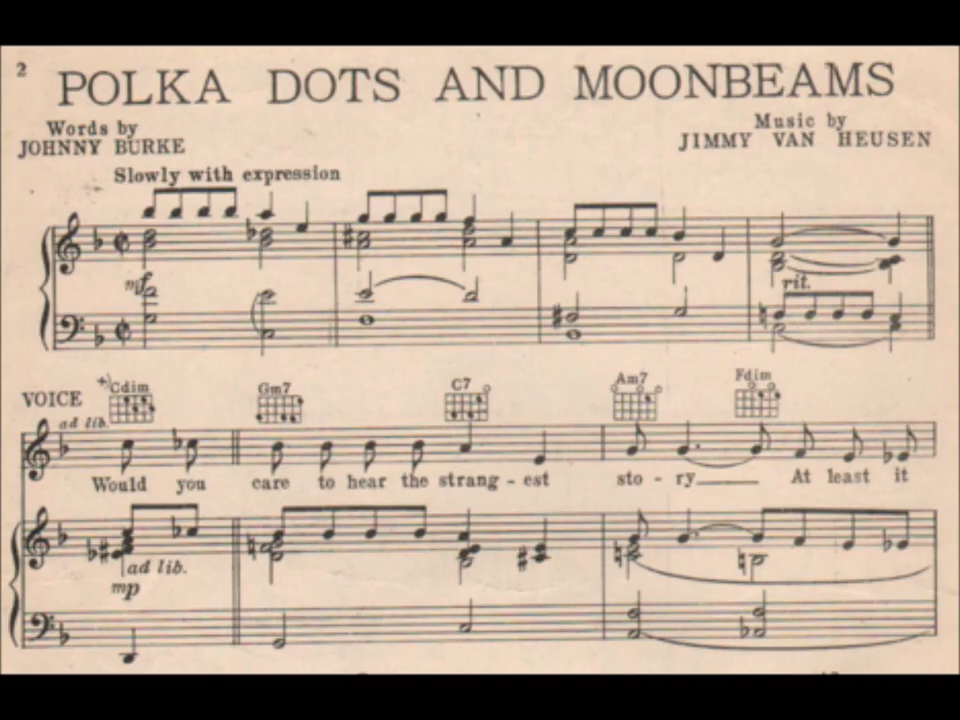 2
POLKA DOTS AND MOONBEAMS
Words by
JOHNNY BURKE
Music by
JIMMY VAN HEUSEN
Slowly with expression
mf
rit.
VOICE
Cdim Gm7 C7 Am7 Fdim
ad lib.
Would you care to hear the strang - est sto - ry At least it
ad lib.
mp